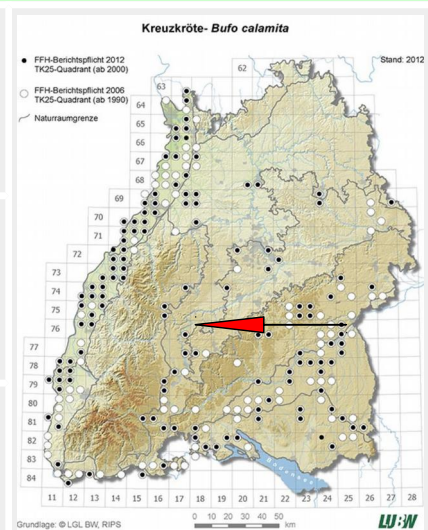 Kreuzkröte- Bufo calamita
FFH-Berichtspflicht 2012
TK25-Quadrant (ab 2000)
FFH-Berichtspflicht 2006
TK25-Quadrant (ab 1990)
Naturraumgrenze
Stand: 2012
62
63
64
65
66
67
68
69
70
71
72
73
74
75
76
77
78
79
80
81
82
83
84
11 12 13 14 15 16 17 18 19 20 21 22 23 24 25 26 27 28
0 10 20 30 40 50
km
Grundlage: © LGL BW, RIPS
LUBW